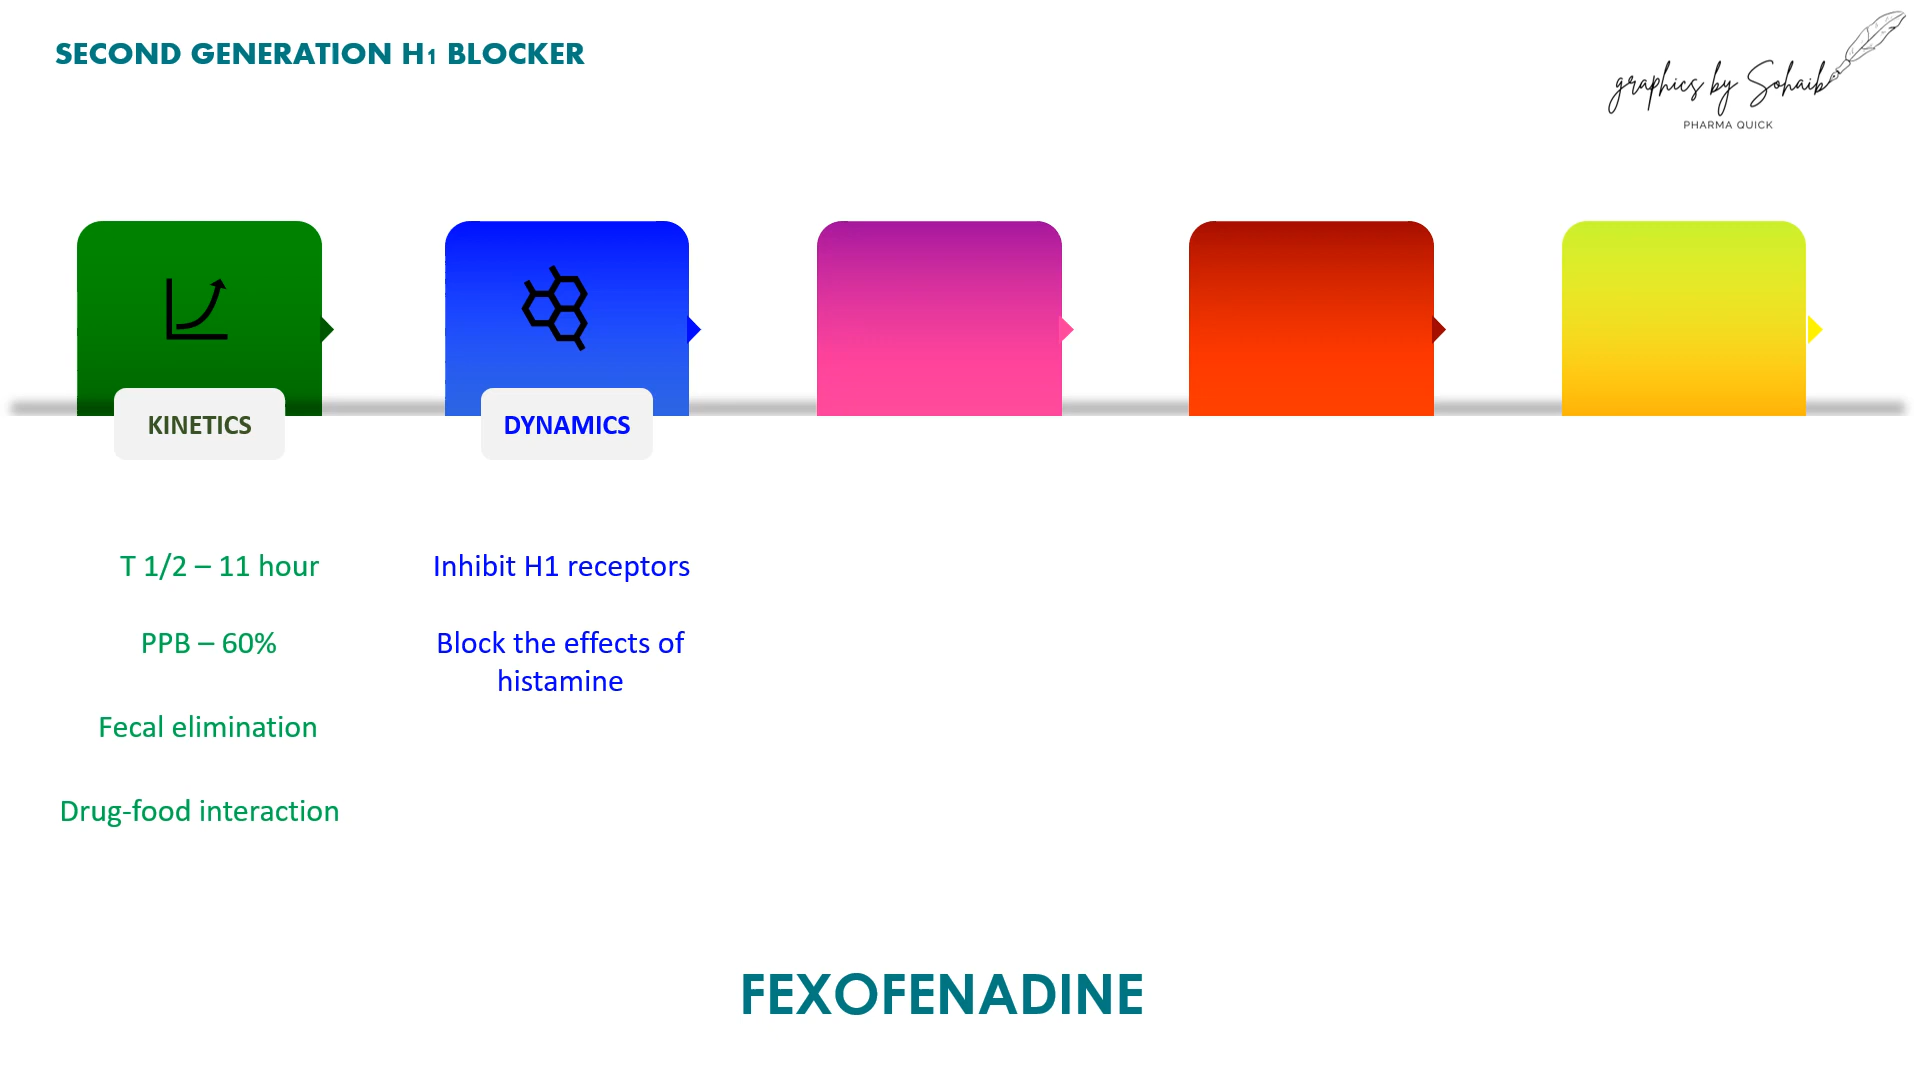 SECOND GENERATION H1 BLOCKER
graphics by Sohaib
PHARMA QUICK
KINETICS
DYNAMICS
T 1/2 – 11 hour
PPB – 60%
Fecal elimination
Drug-food interaction
Inhibit H1 receptors
Block the effects of
histamine
FEXOFENADINE